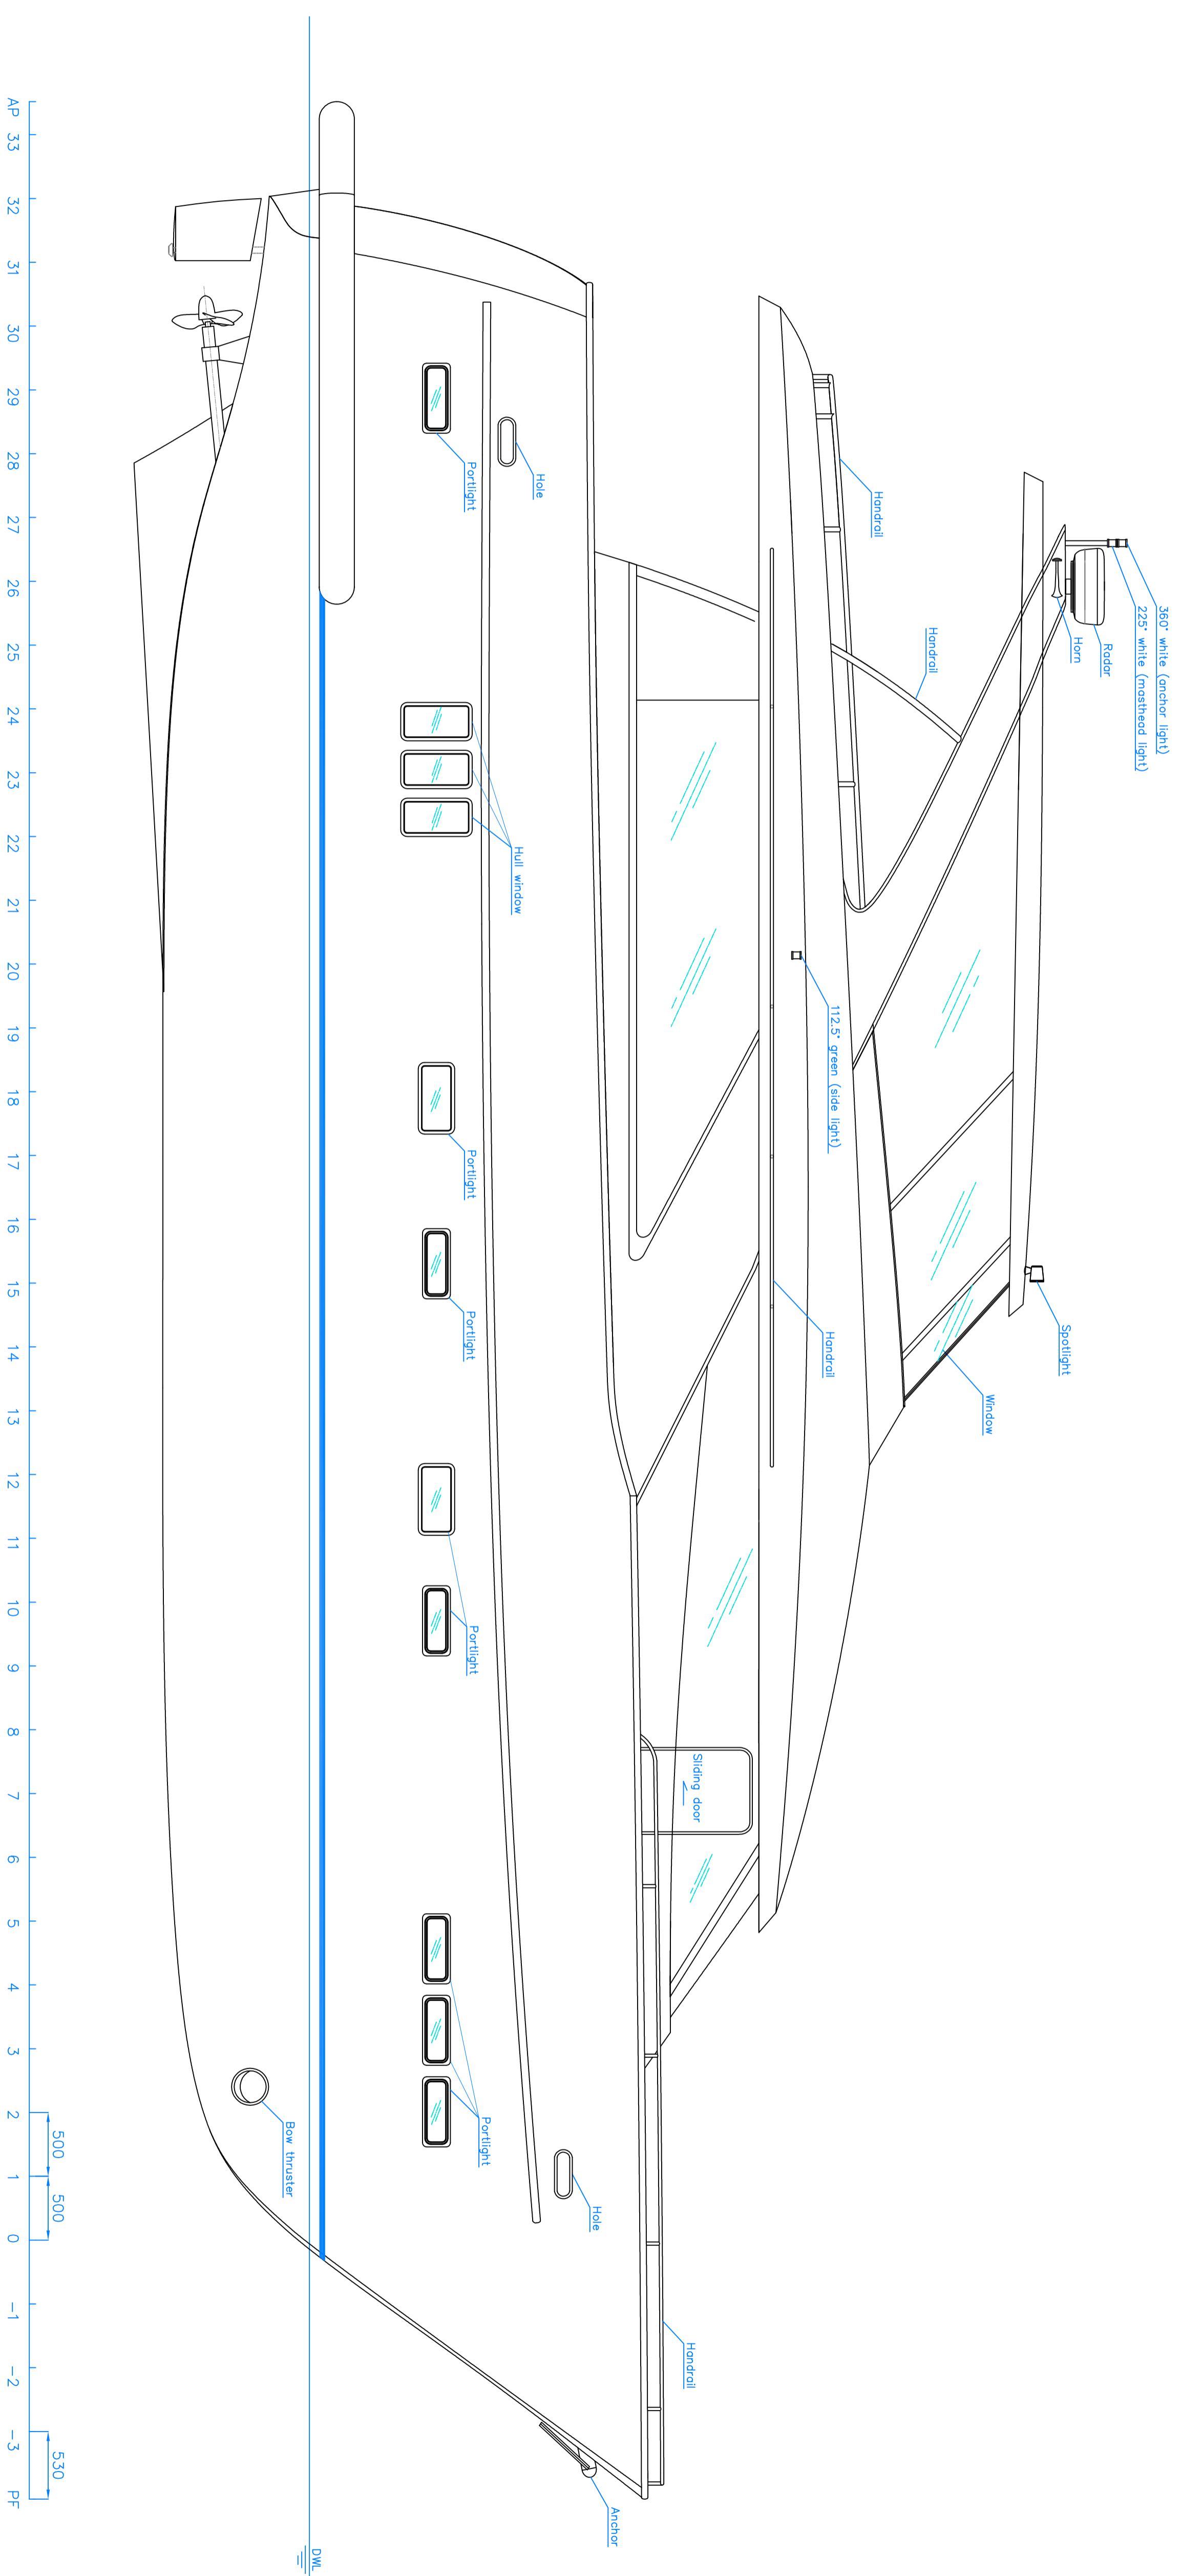 360° white (anchor light)
225° white (masthead light)
Radar
Horn
Spotlight
Window
Handrail
Handrail
112.5° green (side light)
Handrail
Sliding door
Handrail
Anchor
Hole
Hole
Hull window
Portlight
Portlight
Portlight
Portlight
Portlight
Bow thruster
DWL
500
500
530
AP 33 32 31 30 29 28 27 26 25 24 23 22 21 20 19 18 17 16 15 14 13 12 11 10 9 8 7 6 5 4 3 2 1 0 -1 -2 -3 PF